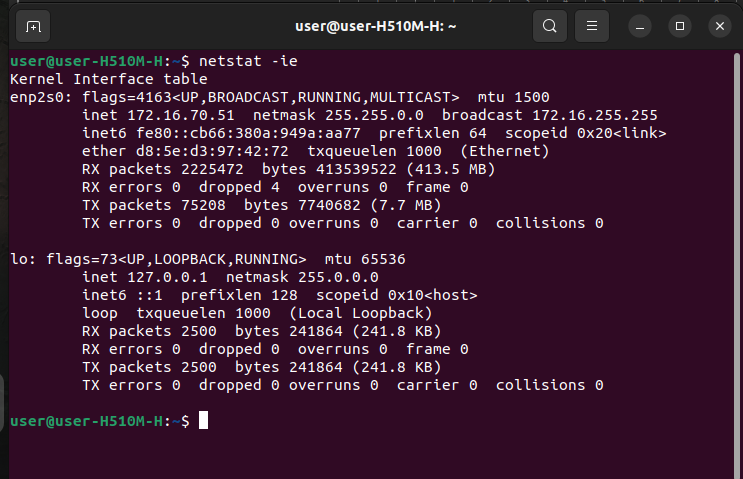 user@user-H510M-H: ~
user@user-H510M-H:~$ netstat -ie
Kernel Interface table
enp2s0: flags=4163<UP,BROADCAST,RUNNING,MULTICAST>  mtu 1500
        inet 172.16.70.51  netmask 255.255.0.0  broadcast 172.16.255.255
        inet6 fe80::cb66:380a:949a:aa77  prefixlen 64  scopeid 0x20<link>
        ether d8:5e:d3:97:42:72  txqueuelen 1000  (Ethernet)
        RX packets 2225472  bytes 413539522 (413.5 MB)
        RX errors 0  dropped 4  overruns 0  frame 0
        TX packets 75208  bytes 7740682 (7.7 MB)
        TX errors 0  dropped 0 overruns 0  carrier 0  collisions 0

lo: flags=73<UP,LOOPBACK,RUNNING>  mtu 65536
        inet 127.0.0.1  netmask 255.0.0.0
        inet6 ::1  prefixlen 128  scopeid 0x10<host>
        loop  txqueuelen 1000  (Local Loopback)
        RX packets 2500  bytes 241864 (241.8 KB)
        RX errors 0  dropped 0  overruns 0  frame 0
        TX packets 2500  bytes 241864 (241.8 KB)
        TX errors 0  dropped 0 overruns 0  carrier 0  collisions 0

user@user-H510M-H:~$